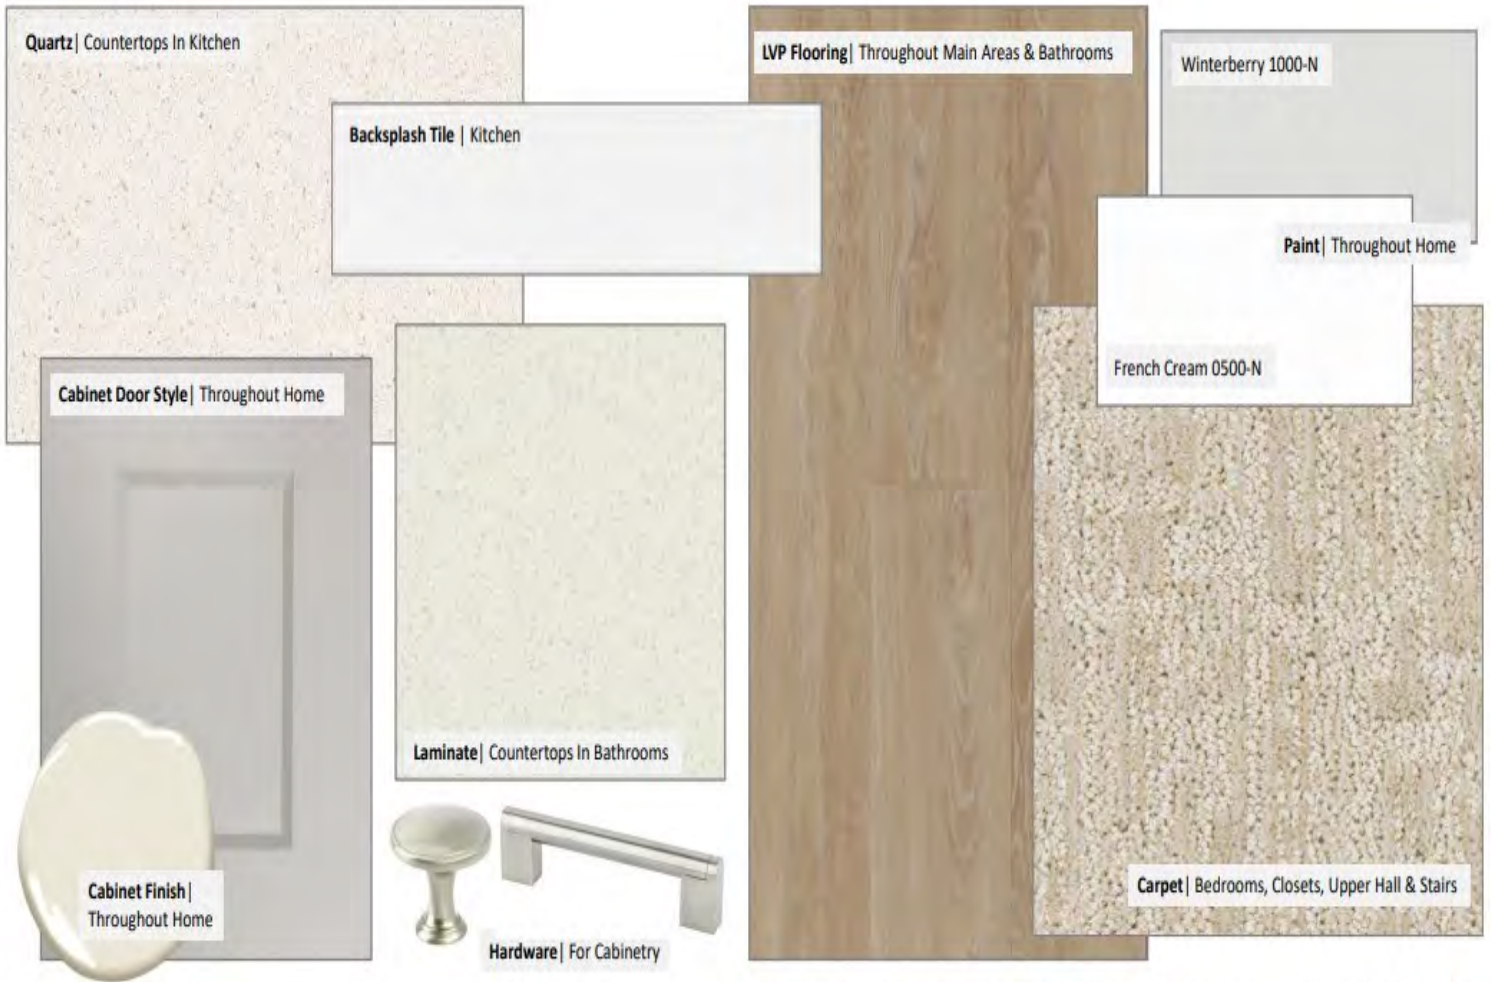 Quartz| Countertops In Kitchen
Backsplash Tile | Kitchen
LVP Flooring| Throughout Main Areas & Bathrooms
Winterberry 1000-N
Paint| Throughout Home
French Cream 0500-N
Cabinet Door Style| Throughout Home
Laminate| Countertops In Bathrooms
Cabinet Finish|
Throughout Home
Hardware| For Cabinetry
Carpet| Bedrooms, Closets, Upper Hall & Stairs